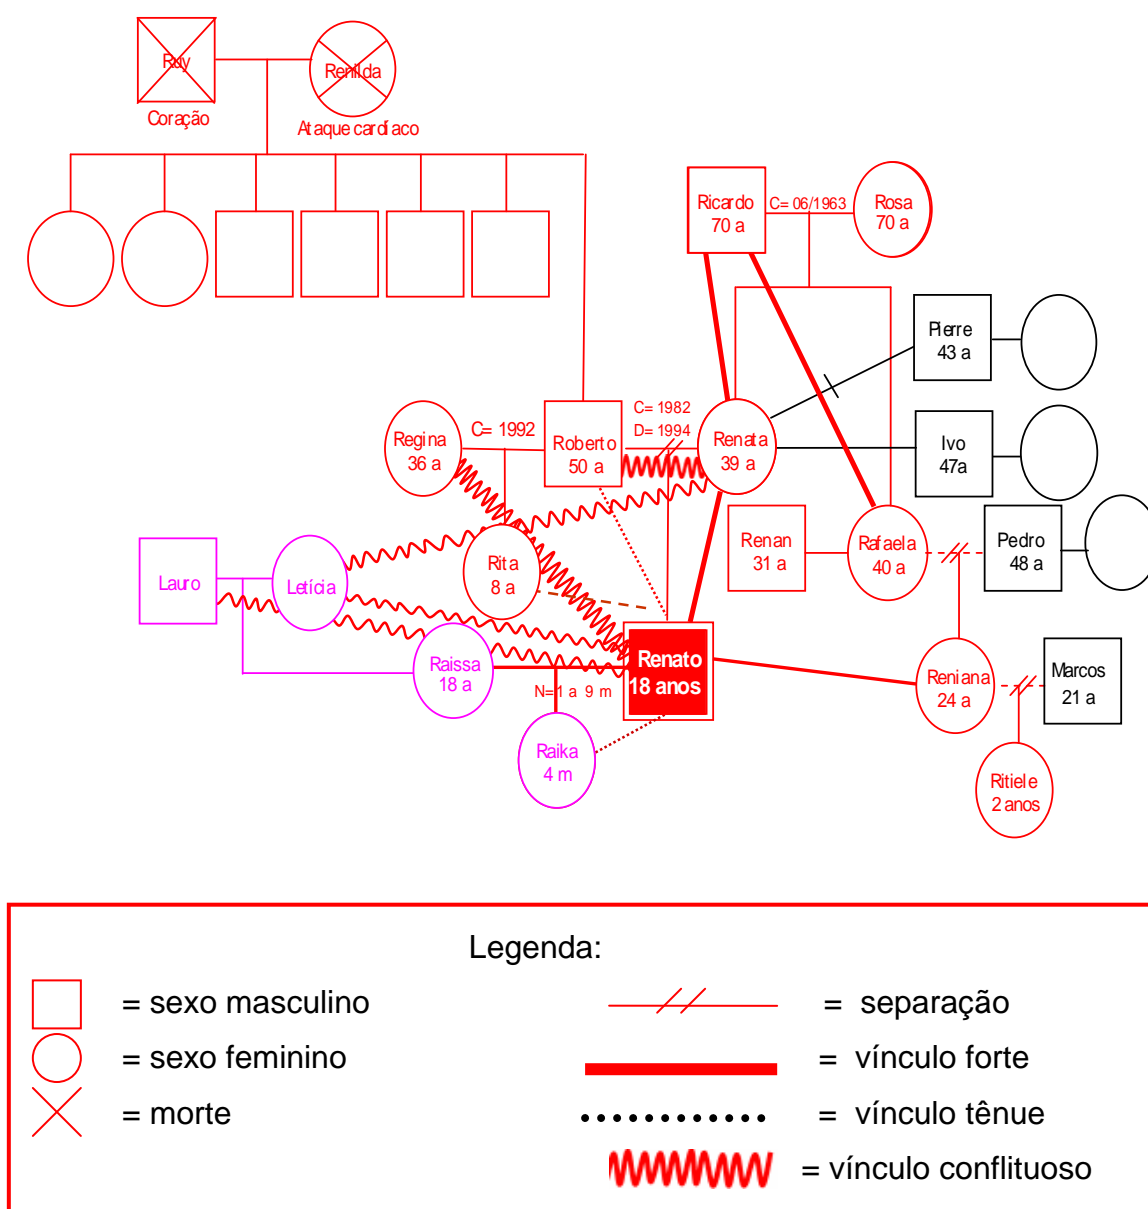 Ruy
Renilda
Coração
Ataque cardíaco
Ricardo
70 a
C= 06/1963
Rosa
70 a
Pierre
43 a
C= 1982
D= 1994
Regina
36 a
C= 1992
Roberto
50 a
Renata
39 a
Ivo
47a
Renan
31 a
Rafaela
40 a
Pedro
48 a
Lauro
Letícia
Rita
8 a
Raissa
18 a
N=1 a 9 m
Renato
18 anos
Reniana
24 a
Marcos
21 a
Raika
4 m
Ritiele
2 anos
Legenda:
= sexo masculino
= separação
= sexo feminino
= vínculo forte
= morte
= vínculo tênue
= vínculo conflituoso